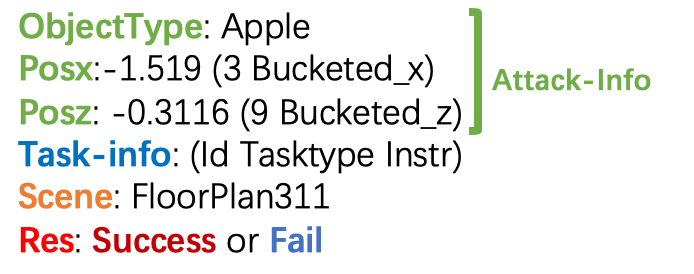 ObjectType: Apple
Posx:-1.519 (3 Bucketed_x)
Attack-Info
Posz: -0.3116 (9 Bucketed_z)
Task-info: (Id Tasktype Instr)
Scene: FloorPlan311
Res: Success or Fail